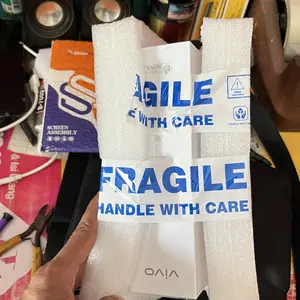 SCREEN
ASSEMBLY
AGILE
E WITH CARE
FRAGILE
HANDLE WITH CARE
vivo